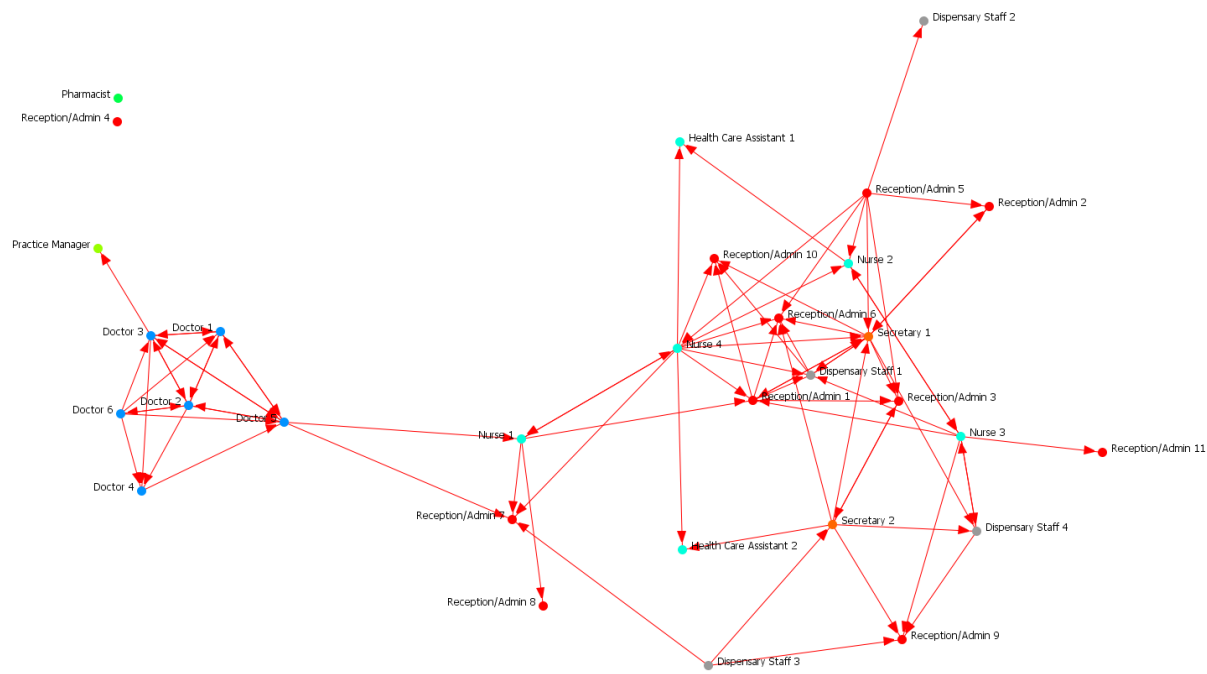 Dispensary Staff 2
Pharmacist
Reception/Admin 4
Health Care Assistant 1
Reception/Admin 5
Reception/Admin 2
Practice Manager
Reception/Admin 10
Nurse 2
Doctor 3
Doctor 1
Reception/Admin 6
Secretary 1
Nurse 4
Dispensary Staff 1
Doctor 6
Doctor 2
Doctor 5
Reception/Admin 1
Reception/Admin 3
Nurse 1
Nurse 3
Reception/Admin 11
Doctor 4
Reception/Admin 7
Secretary 2
Dispensary Staff 4
Health Care Assistant 2
Reception/Admin 8
Reception/Admin 9
Dispensary Staff 3